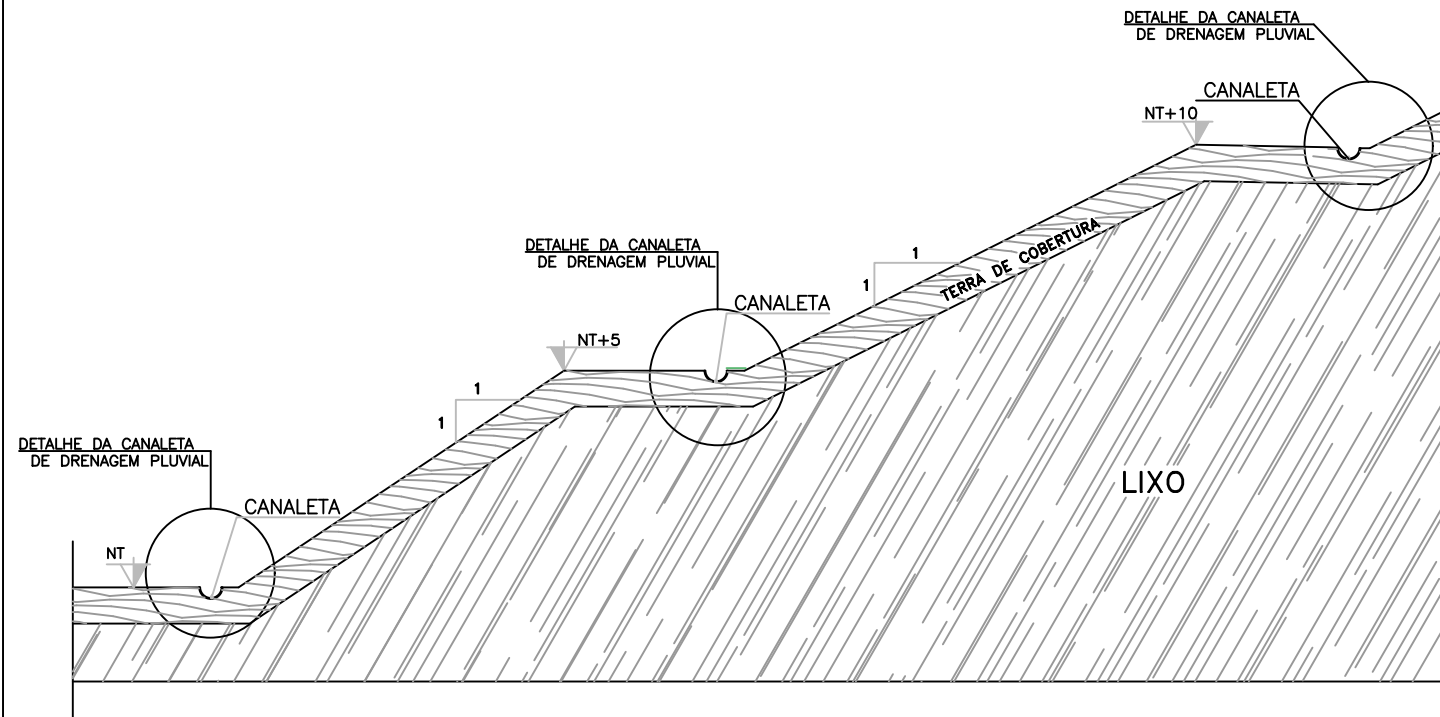 DETALHE DA CANALETA
DE DRENAGEM PLUVIAL
CANALETA
NT+10
DETALHE DA CANALETA
DE DRENAGEM PLUVIAL
CANALETA
1
1
TERRA DE COBERTURA
NT+5
1
1
DETALHE DA CANALETA
DE DRENAGEM PLUVIAL
LIXO
CANALETA
NT